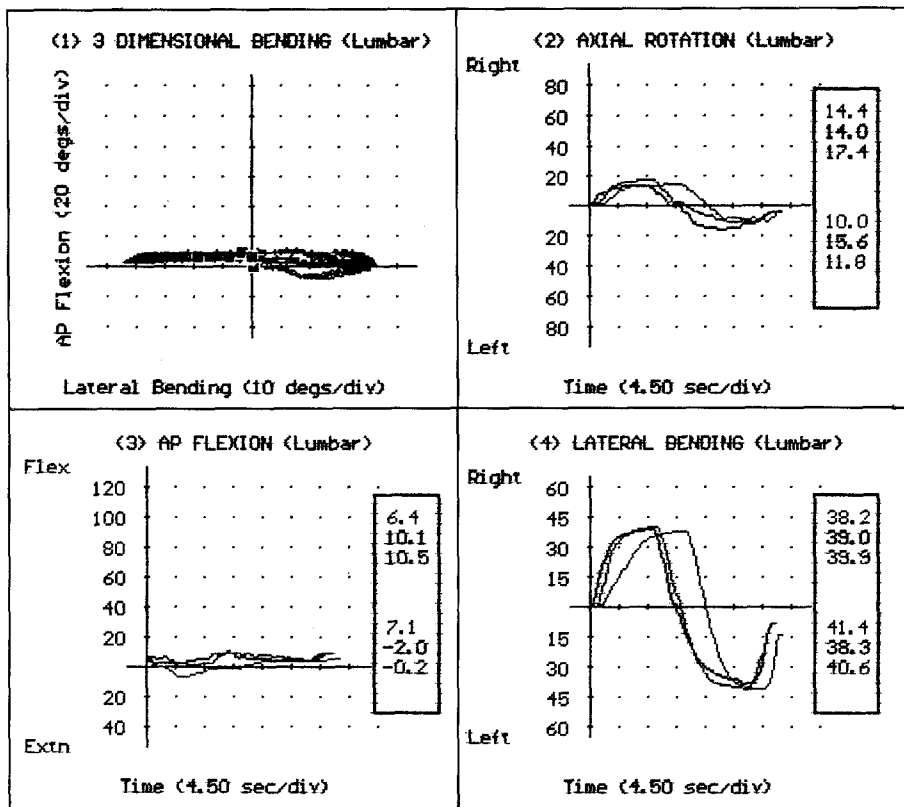 (1) 3 DIMENSIONAL BENDING (Lumbar)
AP Flexion (20 degs/div)
Lateral Bending (10 degs/div)
(2) AXIAL ROTATION (Lumbar)
Right
80
60
40
20
20
40
60
80
Left
14.4
14.0
17.4
10.0
15.6
11.8
Time (4.50 sec/div)
(3) AP FLEXION (Lumbar)
Flex
120
100
80
60
40
20
20
40
Extn
6.4
10.1
10.5
7.1
-2.0
-0.2
Time (4.50 sec/div)
(4) LATERAL BENDING (Lumbar)
Right
60
45
30
15
15
30
45
60
Left
38.2
39.0
39.9
41.4
38.3
40.6
Time (4.50 sec/div)